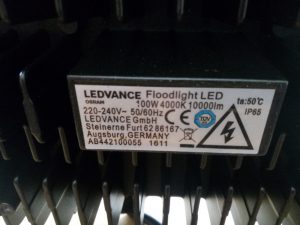 LEDVANCE Floodlight LED
OSRAM 100W 4000K 10000lm ta:50°C
220-240V~ 50/60Hz IP65
LEDVANCE GmbH CE
Steinerne Furt 62 86167
Augsburg, GERMANY
AB442100055 1611